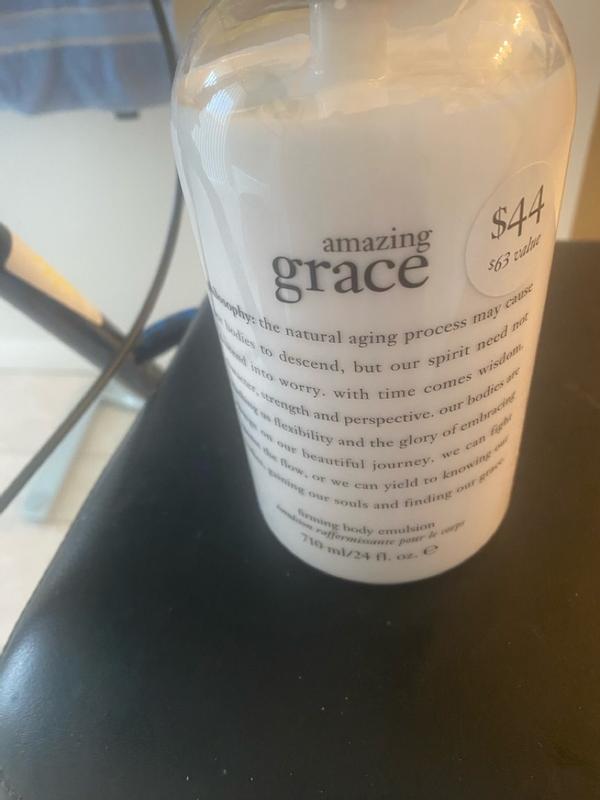 amazing
grace
$44
$63 value
philosophy: the natural aging process may cause
bodies to descend, but our spirit need not
into worry. with time comes wisdom,
strength and perspective. our bodies are
us flexibility and the glory of embracing
on our beautiful journey. we can fight
the flow, or we can yield to knowing our
gaining our souls and finding our grace.
firming body emulsion
émulsion raffermissante pour le corps
710 ml/24 fl. oz. ℮